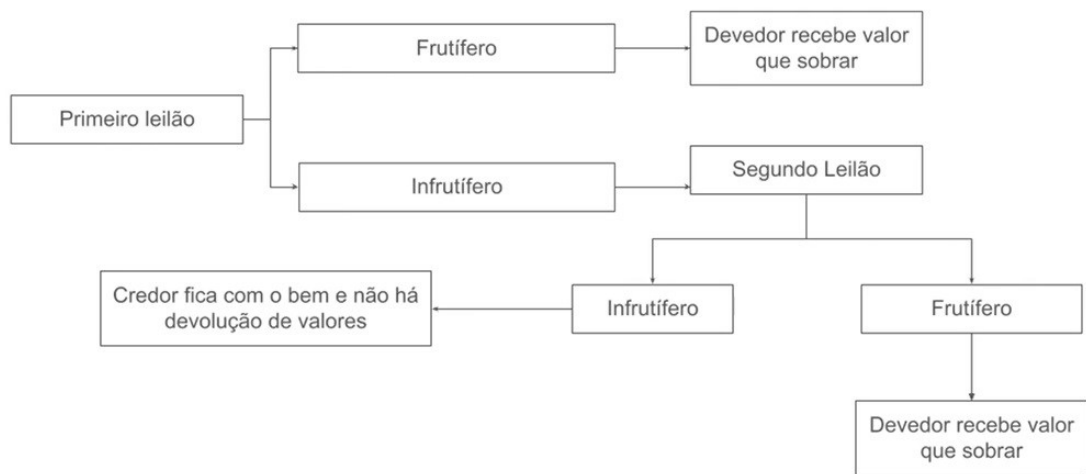 Frutífero
Devedor recebe valor
que sobrar
Primeiro leilão
Infrutífero
Segundo Leilão
Credor fica com o bem e não há
devolução de valores
Infrutífero
Frutífero
Devedor recebe valor
que sobrar